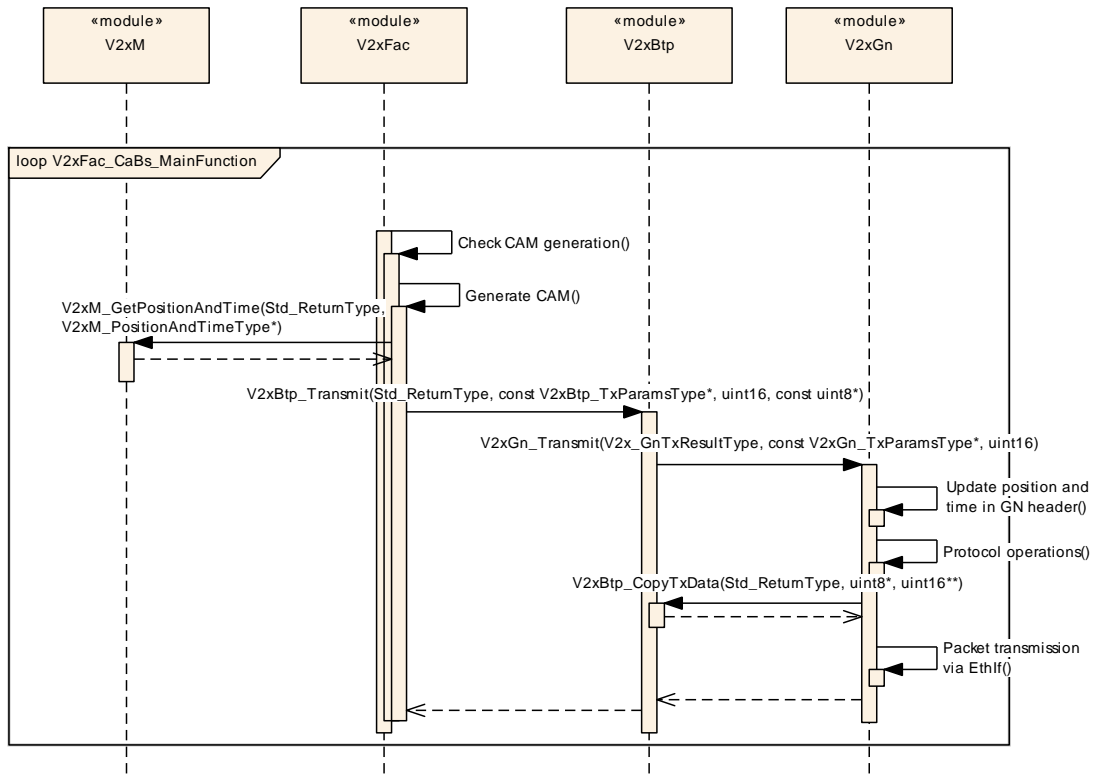 «module»
V2xM
«module»
V2xFac
«module»
V2xBtp
«module»
V2xGn
loop V2xFac_CaBs_MainFunction
Check CAM generation()
Generate CAM()
V2xM_GetPositionAndTime(Std_ReturnType,
V2xM_PositionAndTimeType*)
V2xBtp_Transmit(Std_ReturnType, const V2xBtp_TxParamsType*, uint16, const uint8*)
V2xGn_Transmit(V2x_GnTxResultType, const V2xGn_TxParamsType*, uint16)
Update position and
time in GN header()
Protocol operations()
V2xBtp_CopyTxData(Std_ReturnType, uint8*, uint16**)
Packet transmission
via EthIf()